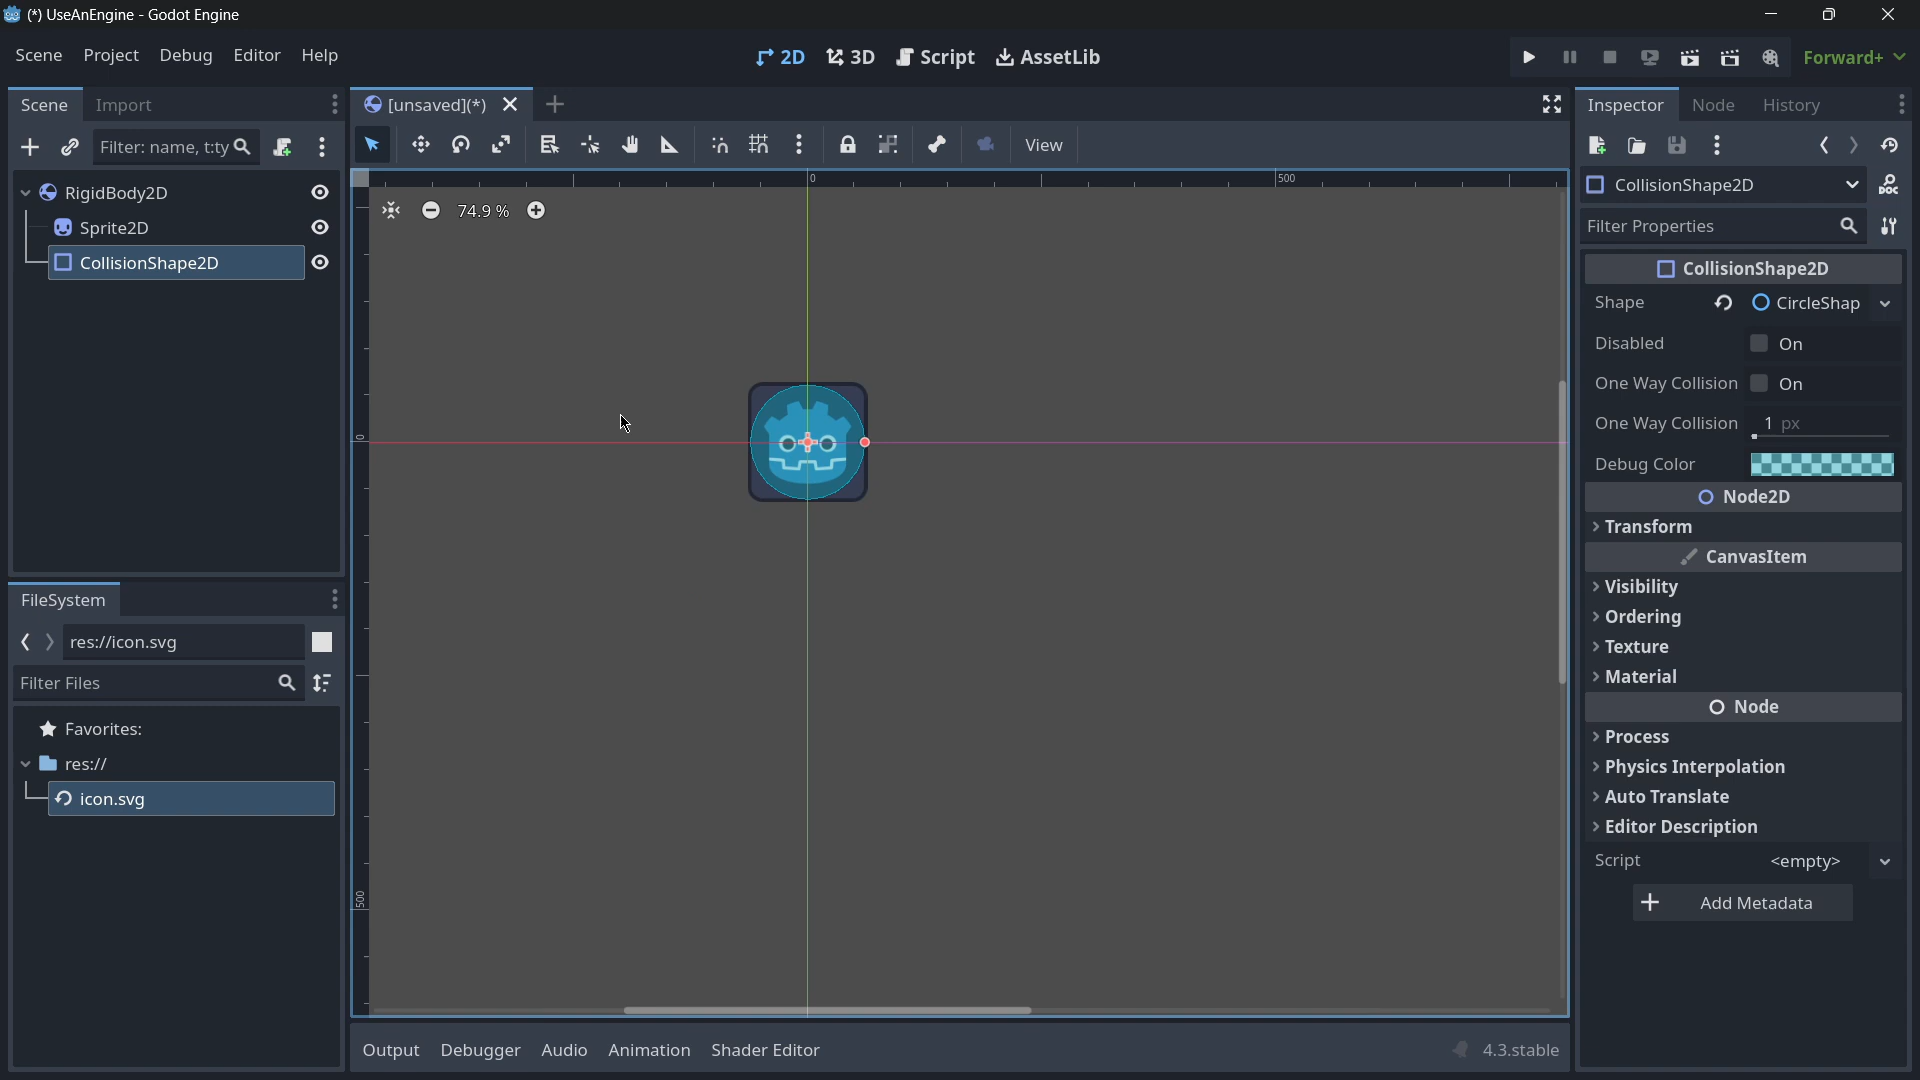 (*) UseAnEngine - Godot Engine
Scene Project Debug Editor Help
2D 3D Script AssetLib
Forward+
Scene Import
[unsaved](*)
Inspector Node History
Filter: name, t:ty
View
RigidBody2D
Sprite2D
CollisionShape2D
0 500
74.9 %
0
500
CollisionShape2D
Filter Properties
CollisionShape2D
Shape CircleShap
Disabled On
One Way Collision On
One Way Collision 1 px
Debug Color
Node2D
Transform
CanvasItem
Visibility
Ordering
Texture
Material
Node
Process
Physics Interpolation
Auto Translate
Editor Description
Script <empty>
Add Metadata
FileSystem
res://icon.svg
Filter Files
Favorites:
res://
icon.svg
Output Debugger Audio Animation Shader Editor
4.3.stable